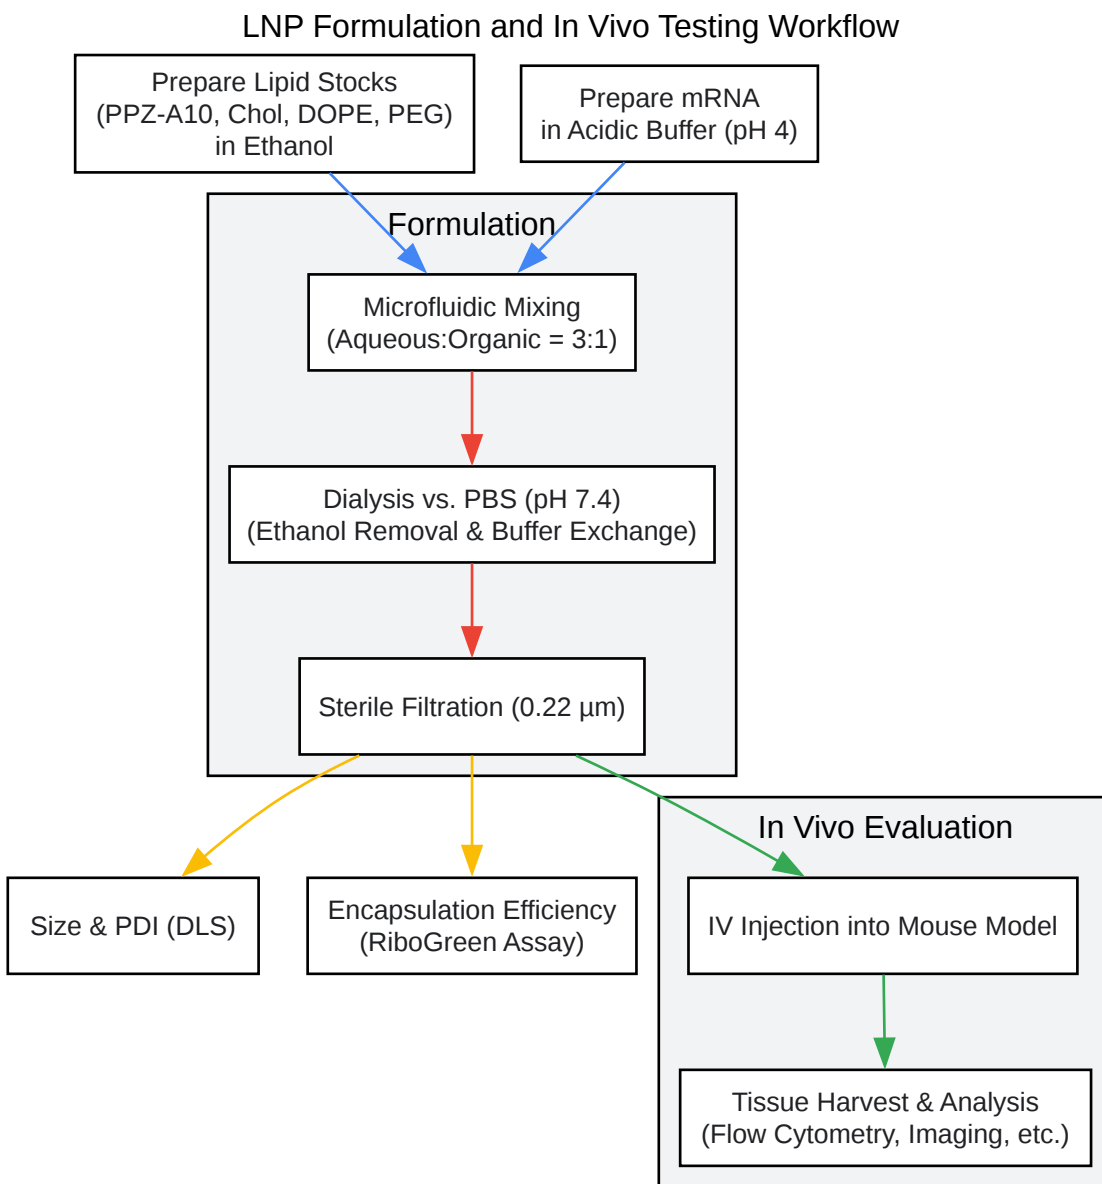 LNP Formulation and In Vivo Testing Workflow
Prepare Lipid Stocks
(PPZ-A10, Chol, DOPE, PEG)
in Ethanol
Prepare mRNA
in Acidic Buffer (pH 4)
Formulation
Microfluidic Mixing
(Aqueous:Organic = 3:1)
Dialysis vs. PBS (pH 7.4)
(Ethanol Removal & Buffer Exchange)
Sterile Filtration (0.22 µm)
In Vivo Evaluation
Size & PDI (DLS)
Encapsulation Efficiency
(RiboGreen Assay)
IV Injection into Mouse Model
Tissue Harvest & Analysis
(Flow Cytometry, Imaging, etc.)